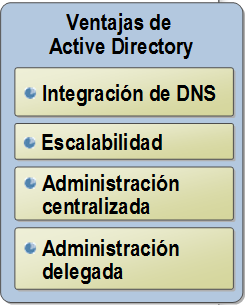 Ventajas de
Active Directory
Integración de DNS
Escalabilidad
Administración
centralizada
Administración
delegada